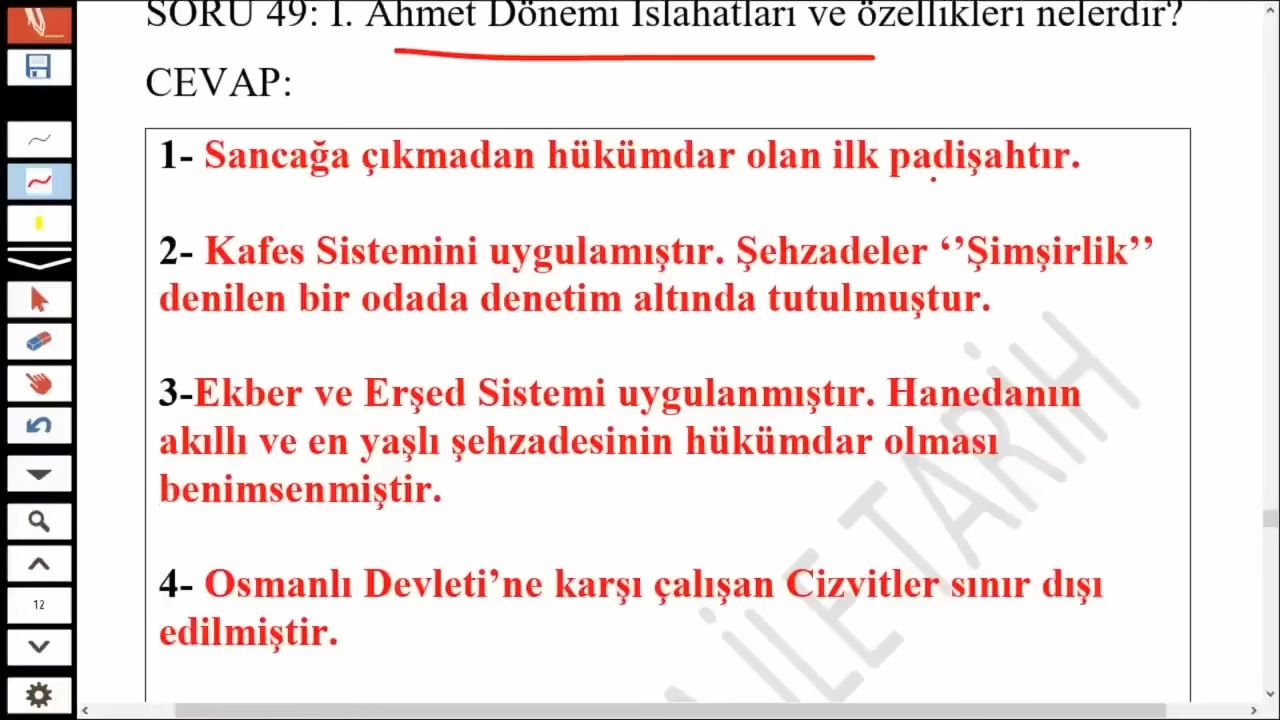 SORU 49: I. Ahmet Dönemi Islahatları ve özellikleri nelerdir?
CEVAP:
1- Sancağa çıkmadan hükümdar olan ilk padişahtır.
2- Kafes Sistemini uygulamıştır. Şehzadeler ‘’Şimşirlik’’
denilen bir odada denetim altında tutulmuştur.
3-Ekber ve Erşed Sistemi uygulanmıştır. Hanedanın
akıllı ve en yaşlı şehzadesinin hükümdar olması
benimsenmiştir.
4- Osmanlı Devleti’ne karşı çalışan Cizvitler sınır dışı
edilmiştir.
İLE TARİH
12